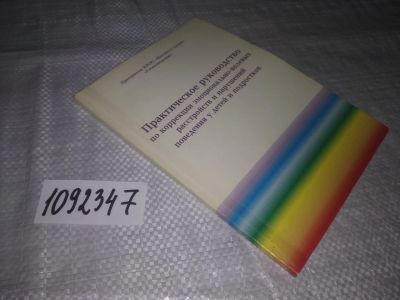 Практическое руководство
по коррекции эмоционально-волевых
расстройств и нарушений
поведения у детей и подростков
1092347